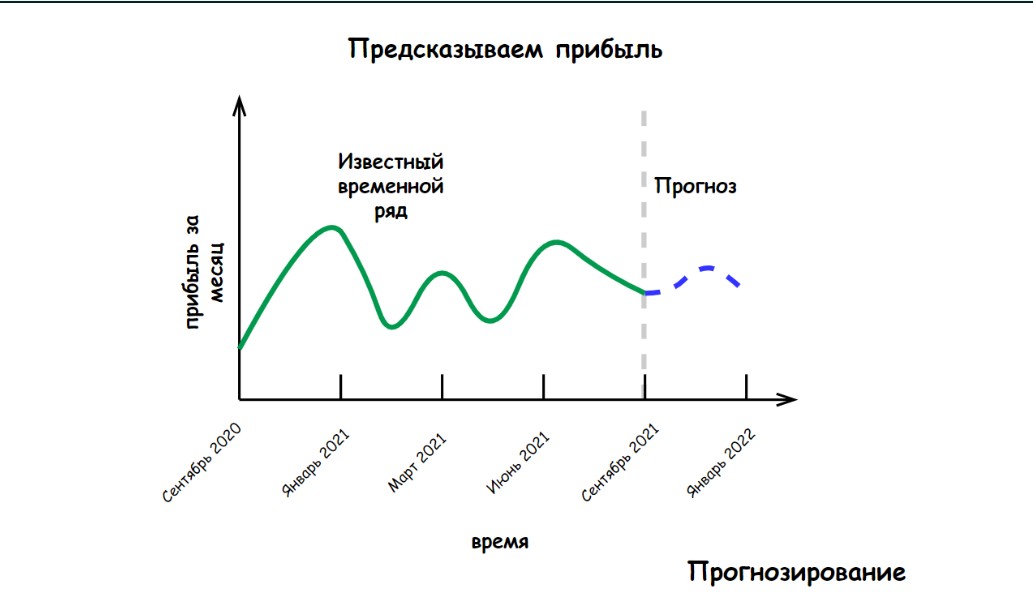 Предсказываем прибыль
Известный
временной
ряд
Прогноз
прибыль за
месяц
Сентябрь 2020
Январь 2021
Март 2021
Июнь 2021
Сентябрь 2021
Январь 2022
время
Прогнозирование